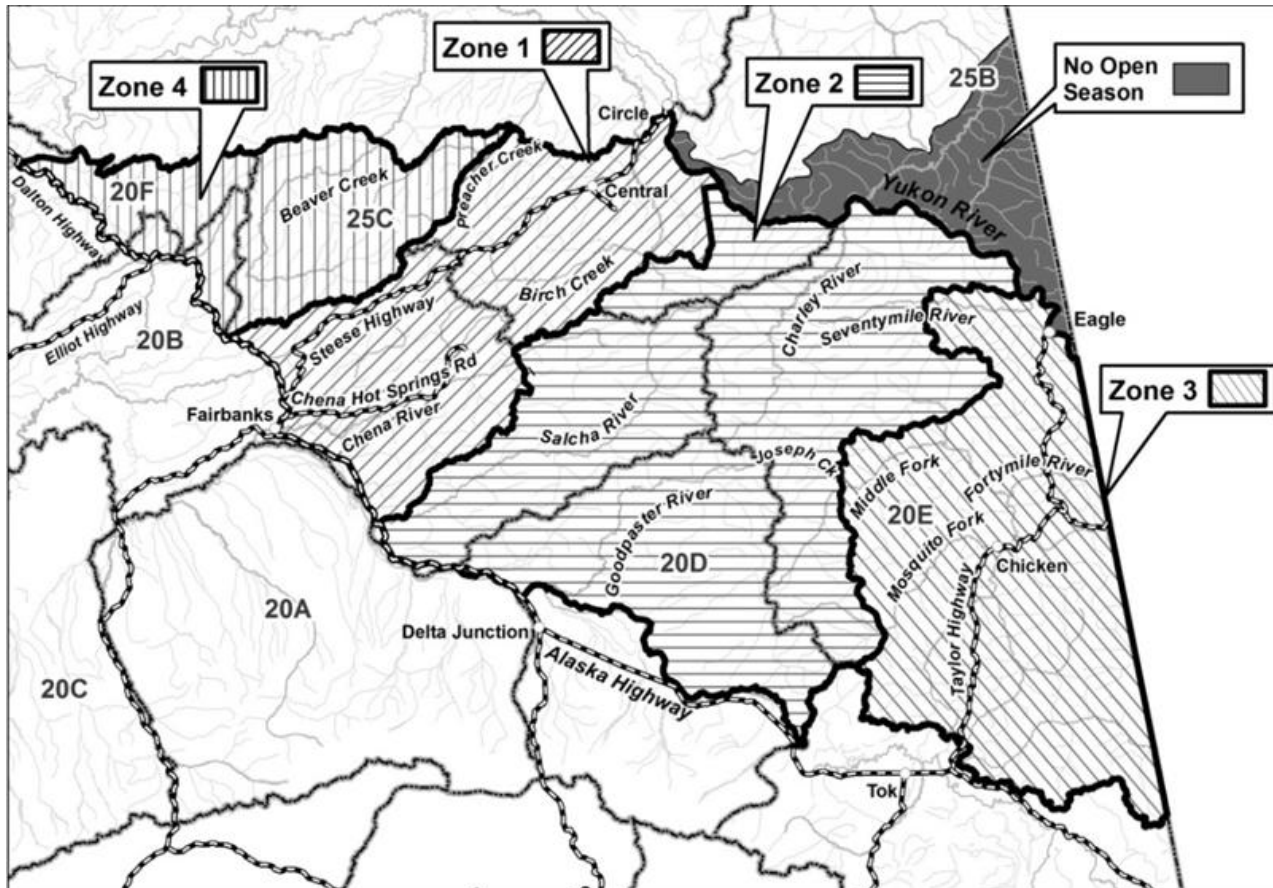 Zone 1
Zone 4
Zone 2
25B
No Open
Season
Circle
Preacher Creek
Central
20F
Beaver Creek
25C
Yukon River
Dalton Highway
Birch Creek
Charley River
Elliot Highway
20B
Steese Highway
Seventymile River
Eagle
Chena Hot Springs Rd
Zone 3
Fairbanks
Chena River
Salcha River
Joseph Ck
Middle Fork
Fortymile River
20E
Goodpaster River
Mosquito Fork
20D
Chicken
20A
Delta Junction
Alaska Highway
Taylor Highway
20C
Tok